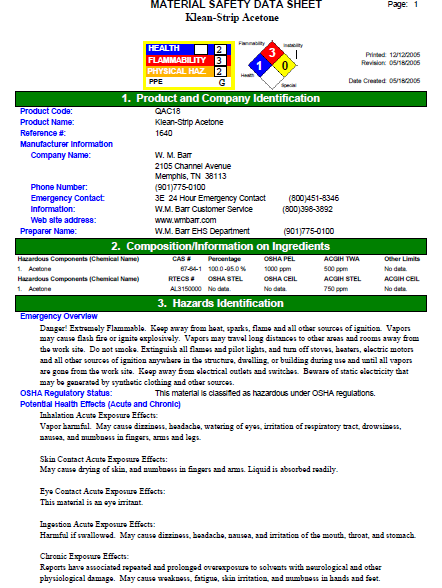 MATERIAL SAFETY DATA SHEET Page: 1
Klean-Strip Acetone
HEALTH 2
FLAMMABILITY 3
PHYSICAL HAZ 2
PPE G
Flammability Instability
3
1 0
Health Special
Printed: 12/12/2005
Revision: 05/18/2005
Date Created: 05/18/2005
1. Product and Company Identification
Product Code: QAC18
Product Name: Klean-Strip Acetone
Reference #: 1640
Manufacturer Information
Company Name: W. M. Barr
2105 Channel Avenue
Memphis, TN 38113
Phone Number: (901)775-0100
Emergency Contact: 3E 24 Hour Emergency Contact (800)451-8346
Information: W.M. Barr Customer Service (800)398-3892
Web site address: www.wmbarr.com
Preparer Name: W.M. Barr EHS Department (901)775-0100
2. Composition/Information on Ingredients
Hazardous Components (Chemical Name) CAS # Percentage OSHA PEL ACGIH TWA Other Limits
1. Acetone 67-64-1 100.0 -95.0 % 1000 ppm 500 ppm No data.
Hazardous Components (Chemical Name) RTECS # OSHA STEL OSHA CEIL ACGIH STEL ACGIH CEIL
1. Acetone AL3150000 No data. No data. 750 ppm No data.
3. Hazards Identification
Emergency Overview
Danger! Extremely Flammable. Keep away from heat, sparks, flame and all other sources of ignition. Vapors
may cause flash fire or ignite explosively. Vapors may travel long distances to other areas and rooms away from
the work site. Do not smoke. Extinguish all flames and pilot lights, and turn off stoves, heaters, electric motors
and all other sources of ignition anywhere in the structure, dwelling, or building during use and until all vapors
are gone from the work site. Keep away from electrical outlets and switches. Beware of static electricity that
may be generated by synthetic clothing and other sources.
OSHA Regulatory Status: This material is classified as hazardous under OSHA regulations.
Potential Health Effects (Acute and Chronic)
Inhalation Acute Exposure Effects:
Vapor harmful. May cause dizziness, headache, watering of eyes, irritation of respiratory tract, drowsiness,
nausea, and numbness in fingers, arms and legs.
Skin Contact Acute Exposure Effects:
May cause drying of skin, and numbness in fingers and arms. Liquid is absorbed readily.
Eye Contact Acute Exposure Effects:
This material is an eye irritant.
Ingestion Acute Exposure Effects:
Harmful if swallowed. May cause dizziness, headache, nausea, and irritation of the mouth, throat, and stomach.
Chronic Exposure Effects:
Reports have associated repeated and prolonged overexposure to solvents with neurological and other
physiological damage. May cause weakness, fatigue, skin irritation, and numbness in hands and feet.